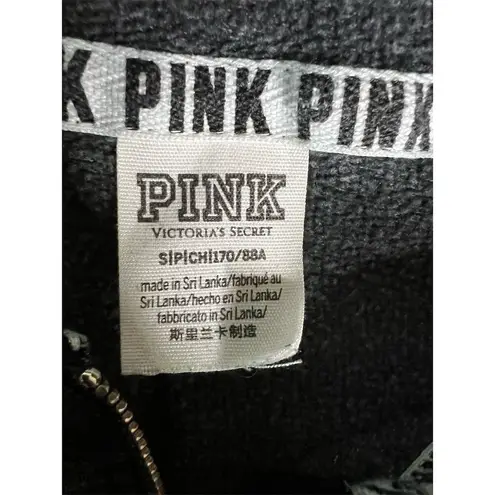 K PINK PINK
PINK
VICTORIA'S SECRET
S|P|CH|170/88A
made in Sri Lanka/fabriqué au
Sri Lanka/hecho en Sri Lanka/
fabbricato in Sri Lanka/
斯里兰卡制造